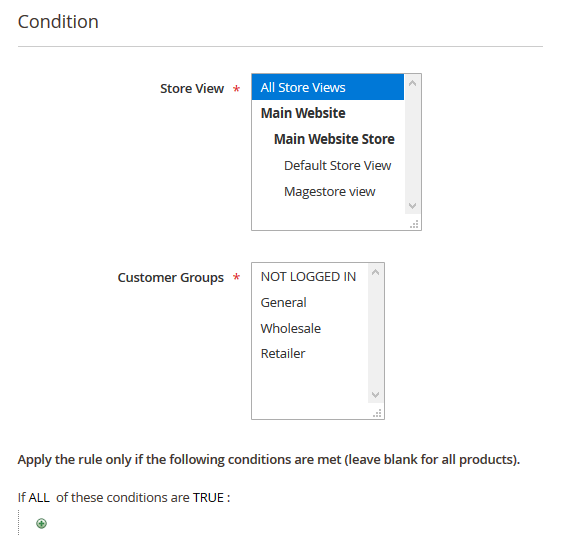 Condition
Store View *
All Store Views
Main Website
Main Website Store
Default Store View
Magestore view
Customer Groups *
NOT LOGGED IN
General
Wholesale
Retailer
Apply the rule only if the following conditions are met (leave blank for all products).
If ALL of these conditions are TRUE :